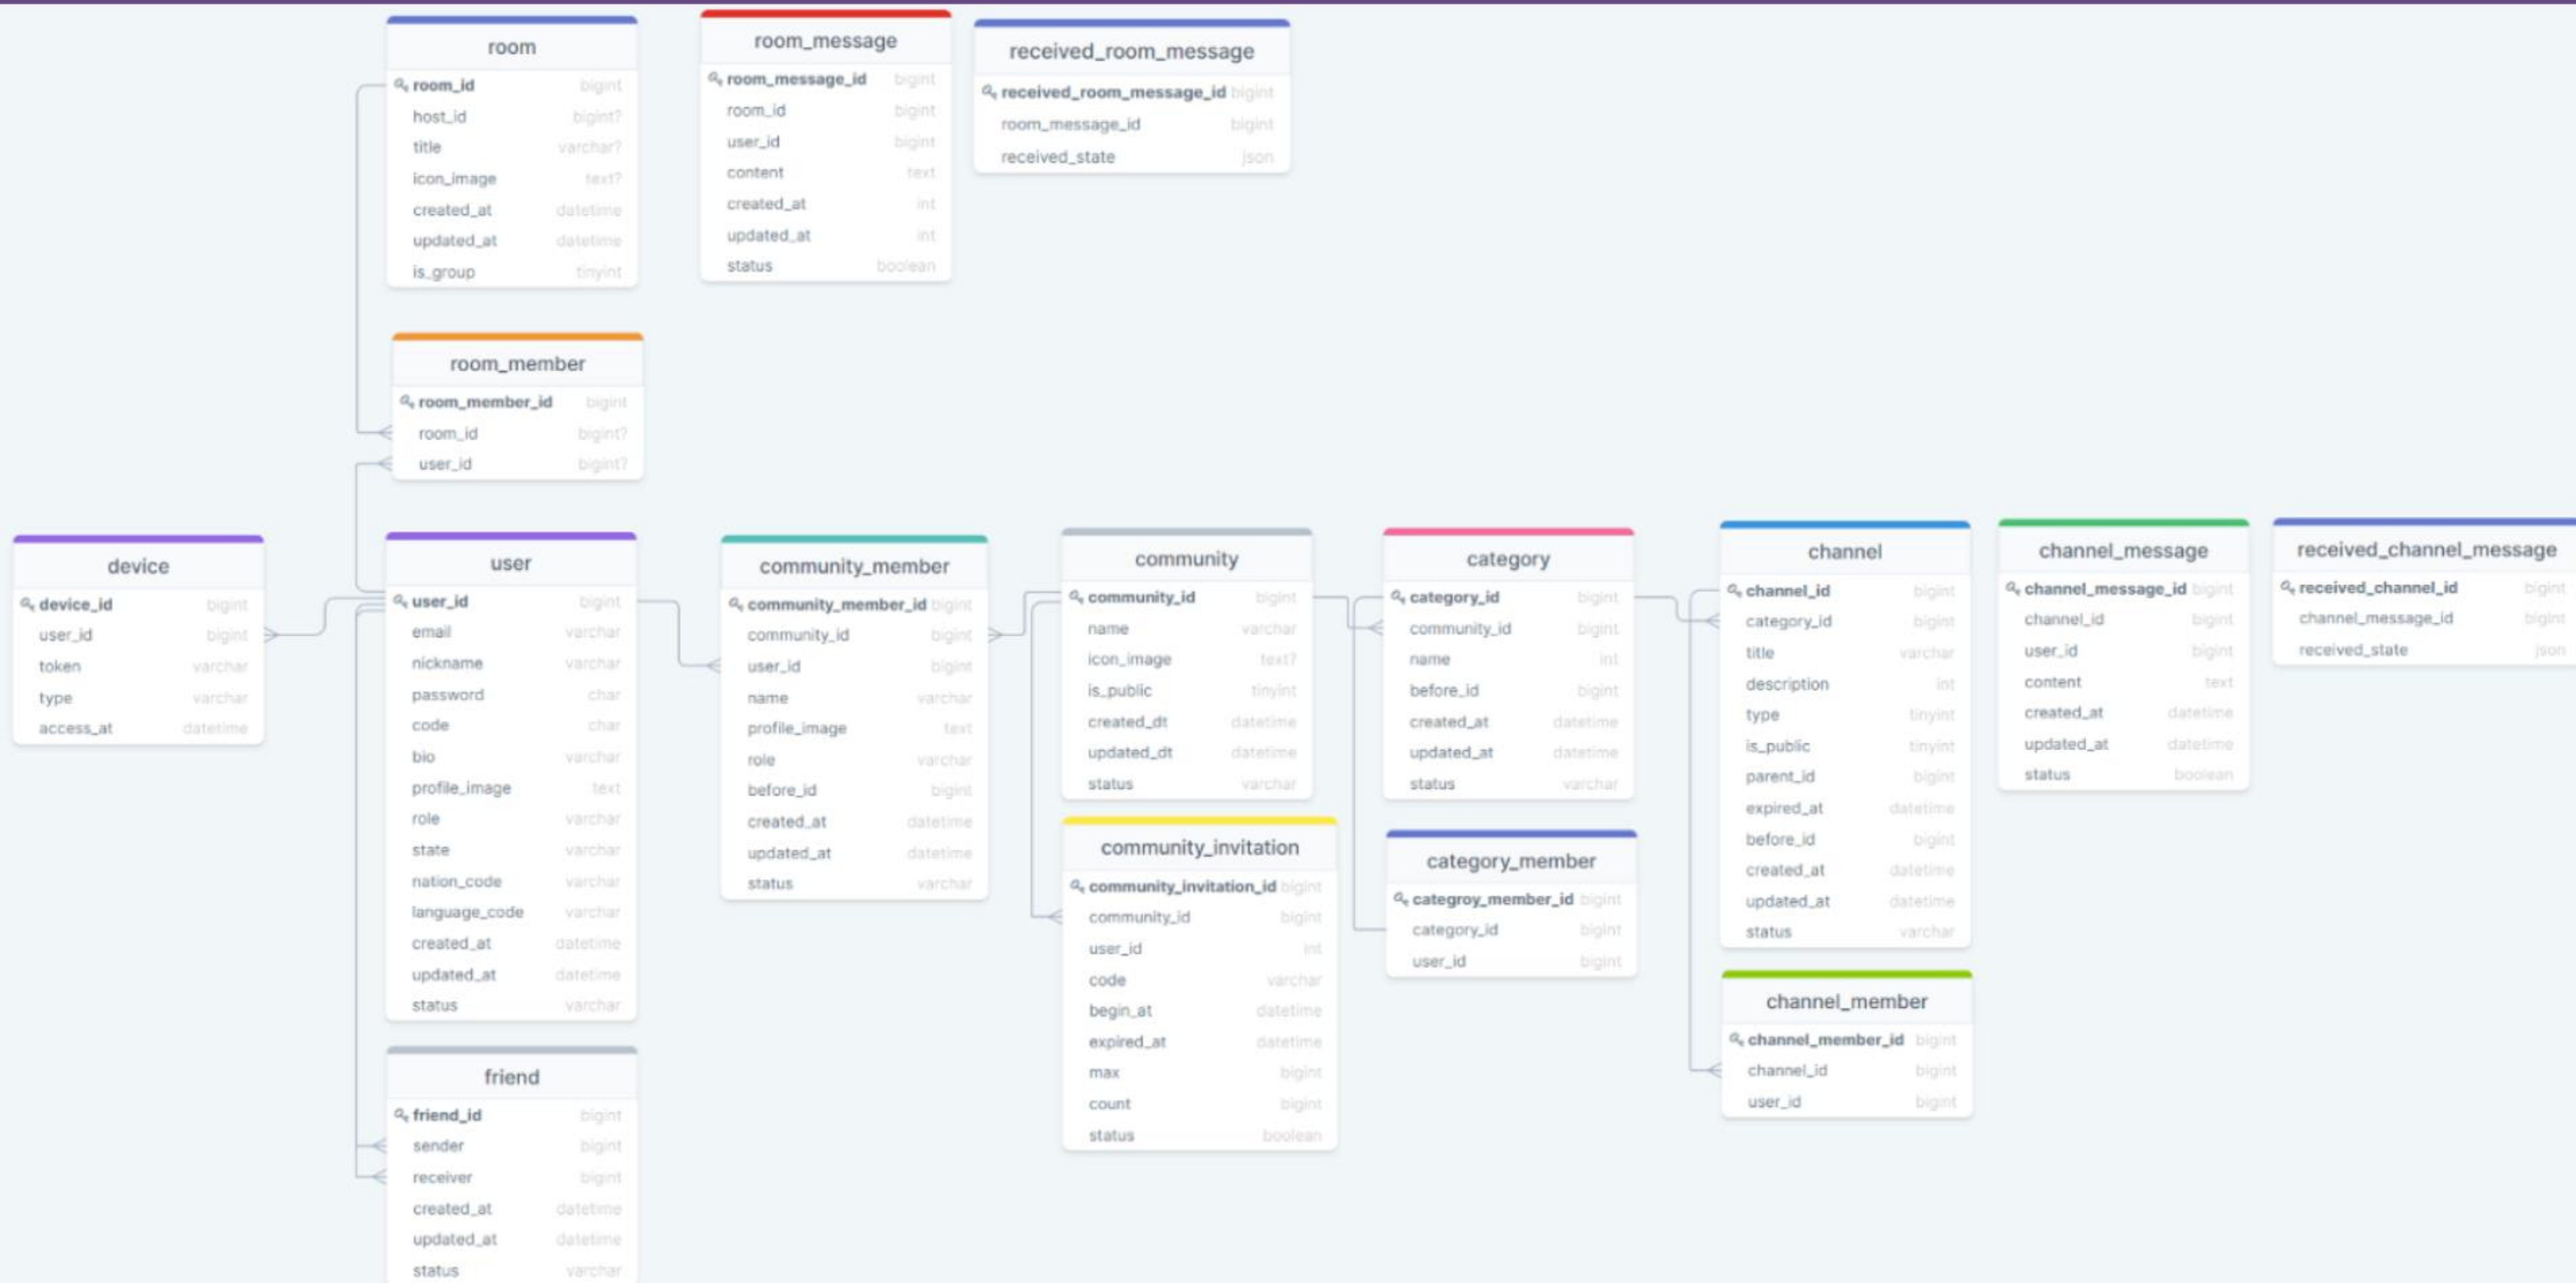 room
room_id bigint
host_id bigint?
title varchar?
icon_image text?
created_at datetime
updated_at datetime
is_group tinyint
room_message
room_message_id bigint
room_id bigint
user_id bigint
content text
created_at int
updated_at int
status boolean
received_room_message
received_room_message_id bigint
room_message_id bigint
received_state json
room_member
room_member_id bigint
room_id bigint?
user_id bigint?
device
device_id bigint
user_id bigint
token varchar
type varchar
access_at datetime
user
user_id bigint
email varchar
nickname varchar
password char
code char
bio varchar
profile_image text
role varchar
state varchar
nation_code varchar
language_code varchar
created_at datetime
updated_at datetime
status varchar
friend
friend_id bigint
sender bigint
receiver bigint
created_at datetime
updated_at datetime
status varchar
community_member
community_member_id bigint
community_id bigint
user_id bigint
name varchar
profile_image text
role varchar
before_id bigint
created_at datetime
updated_at datetime
status varchar
community
community_id bigint
name varchar
icon_image text?
is_public tinyint
created_dt datetime
updated_dt datetime
status varchar
community_invitation
community_invitation_id bigint
community_id bigint
user_id int
code varchar
begin_at datetime
expired_at datetime
max bigint
count bigint
status boolean
category
category_id bigint
community_id bigint
name int
before_id bigint
created_at datetime
updated_at datetime
status varchar
category_member
categroy_member_id bigint
category_id bigint
user_id bigint
channel
channel_id bigint
category_id bigint
title varchar
description int
type tinyint
is_public tinyint
parent_id bigint
expired_at datetime
before_id bigint
created_at datetime
updated_at datetime
status varchar
channel_member
channel_member_id bigint
channel_id bigint
user_id bigint
channel_message
channel_message_id bigint
channel_id bigint
user_id bigint
content text
created_at datetime
updated_at datetime
status boolean
received_channel_message
received_channel_id bigint
channel_message_id bigint
received_state json